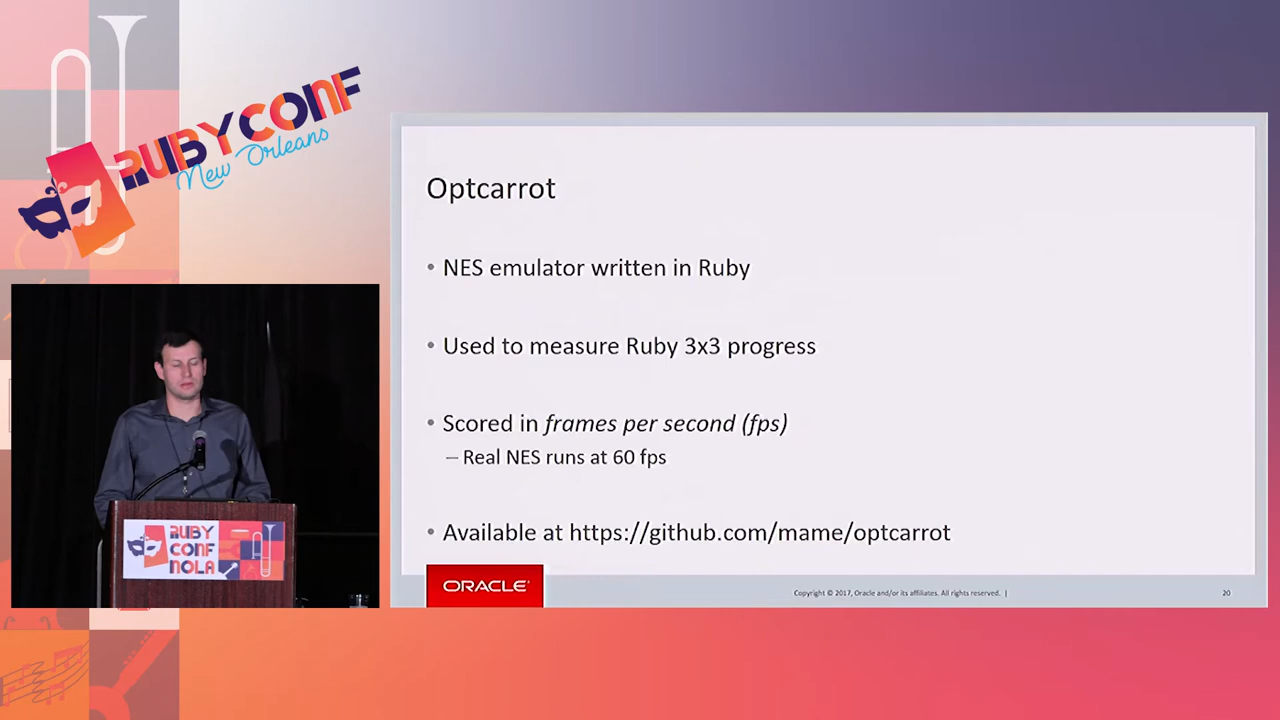 RUBYCONF
New Orleans
Optcarrot
• NES emulator written in Ruby
• Used to measure Ruby 3x3 progress
• Scored in frames per second (fps)
– Real NES runs at 60 fps
• Available at https://github.com/mame/optcarrot
ORACLE®
Copyright © 2017, Oracle and/or its affiliates. All rights reserved. |
20
RUBY
CONF
NOLA